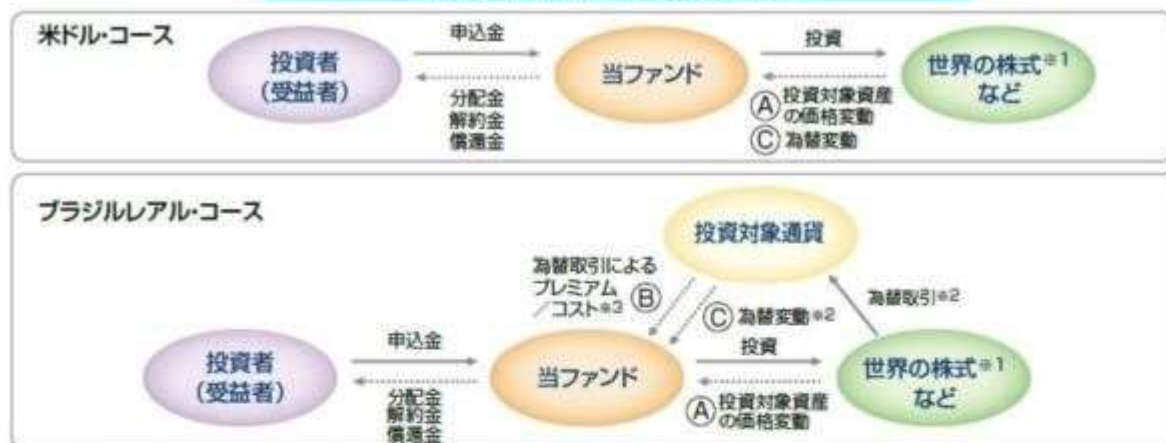 米ドル・コース
投資者
(受益者)
申込金
分配金
解約金
償還金
当ファンド
投資
Ⓐ 投資対象資産
の価格変動
Ⓒ 為替変動
世界の株式※1
など
ブラジルレアル・コース
投資対象通貨
為替取引による
プレミアム
／コスト※3 Ⓑ
Ⓒ 為替変動※2
為替取引※2
投資者
(受益者)
申込金
分配金
解約金
償還金
当ファンド
投資
Ⓐ 投資対象資産
の価格変動
世界の株式※1
など